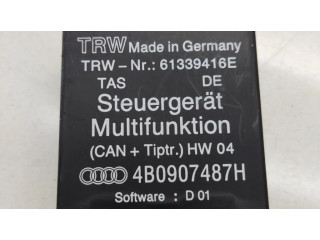 TRW Made in Germany
TRW - Nr.: 61339416E
TAS DE
Steuergerät
Multifunktion
(CAN + Tiptr.) HW 04
4B0907487H
Software : D 01